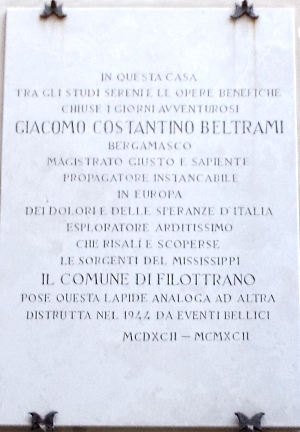 IN QUESTA CASA
TRA GLI STUDI SERENI E LE OPERE BENEFICHE
CHIUSE I GIORNI AVVENTUROSI
GIACOMO COSTANTINO BELTRAMI
BERGAMASCO
MAGISTRATO GIUSTO E SAPIENTE
PROPAGATORE INSTANCABILE
IN EUROPA
DEI DOLORI E DELLE SPERANZE D'ITALIA
ESPLORATORE ARDITISSIMO
CHE RISALÌ E SCOPERSE
LE SORGENTI DEL MISSISSIPPI
IL COMUNE DI FILOTTRANO
POSE QUESTA LAPIDE ANALOGA AD ALTRA
DISTRUTTA NEL 1944 DA EVENTI BELLICI
MCDXCII — MCMXCII